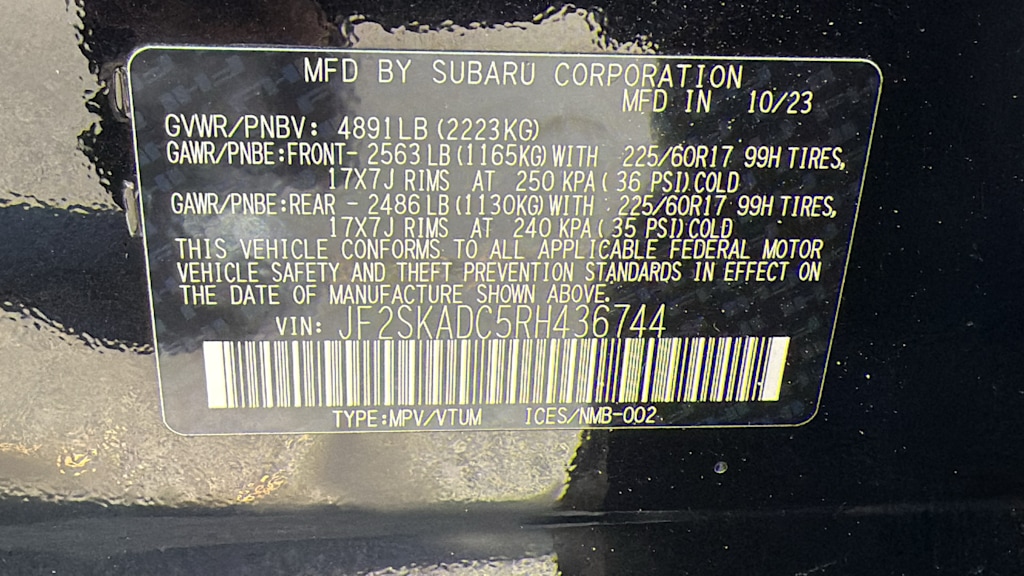 MFD BY SUBARU CORPORATION
MFD IN 10/23
GVWR/PNBV: 4891LB (2223KG)
GAWR/PNBE:FRONT- 2563 LB (1165KG) WITH 225/60R17 99H TIRES,
17X7J RIMS AT 250 KPA ( 36 PSI) COLD
GAWR/PNBE:REAR - 2486 LB (1130KG) WITH 225/60R17 99H TIRES,
17X7J RIMS AT 240 KPA ( 35 PSI) COLD
THIS VEHICLE CONFORMS TO ALL APPLICABLE FEDERAL MOTOR
VEHICLE SAFETY AND THEFT PREVENTION STANDARDS IN EFFECT ON
THE DATE OF MANUFACTURE SHOWN ABOVE.
VIN: JF2SKADC5RH436744
TYPE:MPV/VTUM ICES/NMB-002